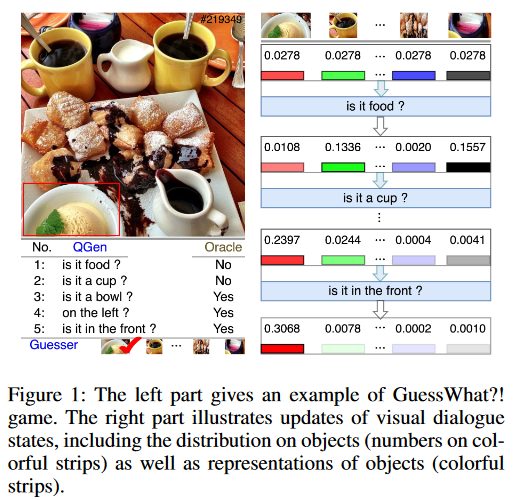 #219349
No. QGen Oracle
1: is it food ? No
2: is it a cup ? No
3: is it a bowl ? Yes
4: on the left ? Yes
5: is it in the front ? Yes
Guesser ...
...
0.0278 0.0278 ... 0.0278 0.0278
...
is it food ?
0.0108 0.1336 ... 0.0020 0.1557
...
is it a cup ?
⋮
0.2397 0.0244 ... 0.0004 0.0041
...
is it in the front ?
0.3068 0.0078 ... 0.0002 0.0010
...
Figure 1: The left part gives an example of GuessWhat?!
game. The right part illustrates updates of visual dialogue
states, including the distribution on objects (numbers on col-
orful strips) as well as representations of objects (colorful
strips).